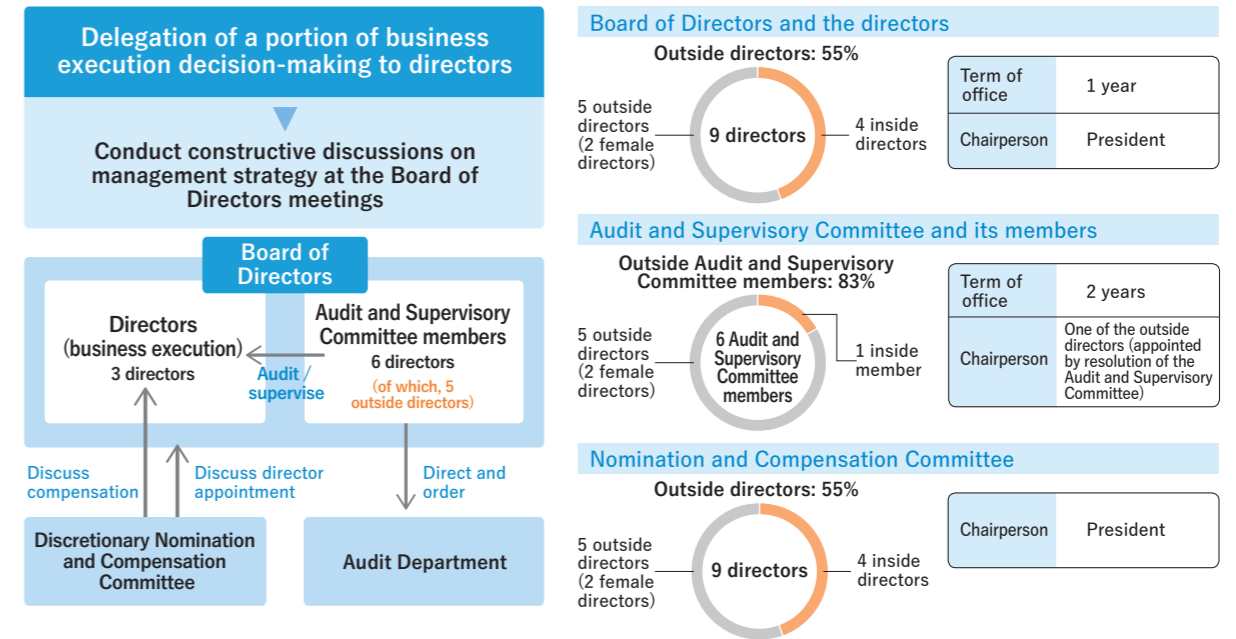 Delegation of a portion of business
execution decision-making to directors
Conduct constructive discussions on
management strategy at the Board of
Directors meetings
Board of
Directors
Directors
(business execution)
3 directors
Audit /
supervise
Audit and Supervisory
Committee members
6 directors
(of which, 5
outside directors)
Discuss
compensation
Discuss director
appointment
Direct and
order
Discretionary Nomination
and Compensation
Committee
Audit Department
Board of Directors and the directors
Outside directors: 55%
5 outside
directors
(2 female
directors)
9 directors
4 inside
directors
Term of
office
1 year
Chairperson
President
Audit and Supervisory Committee and its members
Outside Audit and Supervisory
Committee members: 83%
5 outside
directors
(2 female
directors)
6 Audit and
Supervisory
Committee
members
1 inside
member
Term of
office
2 years
Chairperson
One of the outside
directors (appointed
by resolution of the
Audit and Supervisory
Committee)
Nomination and Compensation Committee
Outside directors: 55%
5 outside
directors
(2 female
directors)
9 directors
4 inside
directors
Chairperson
President